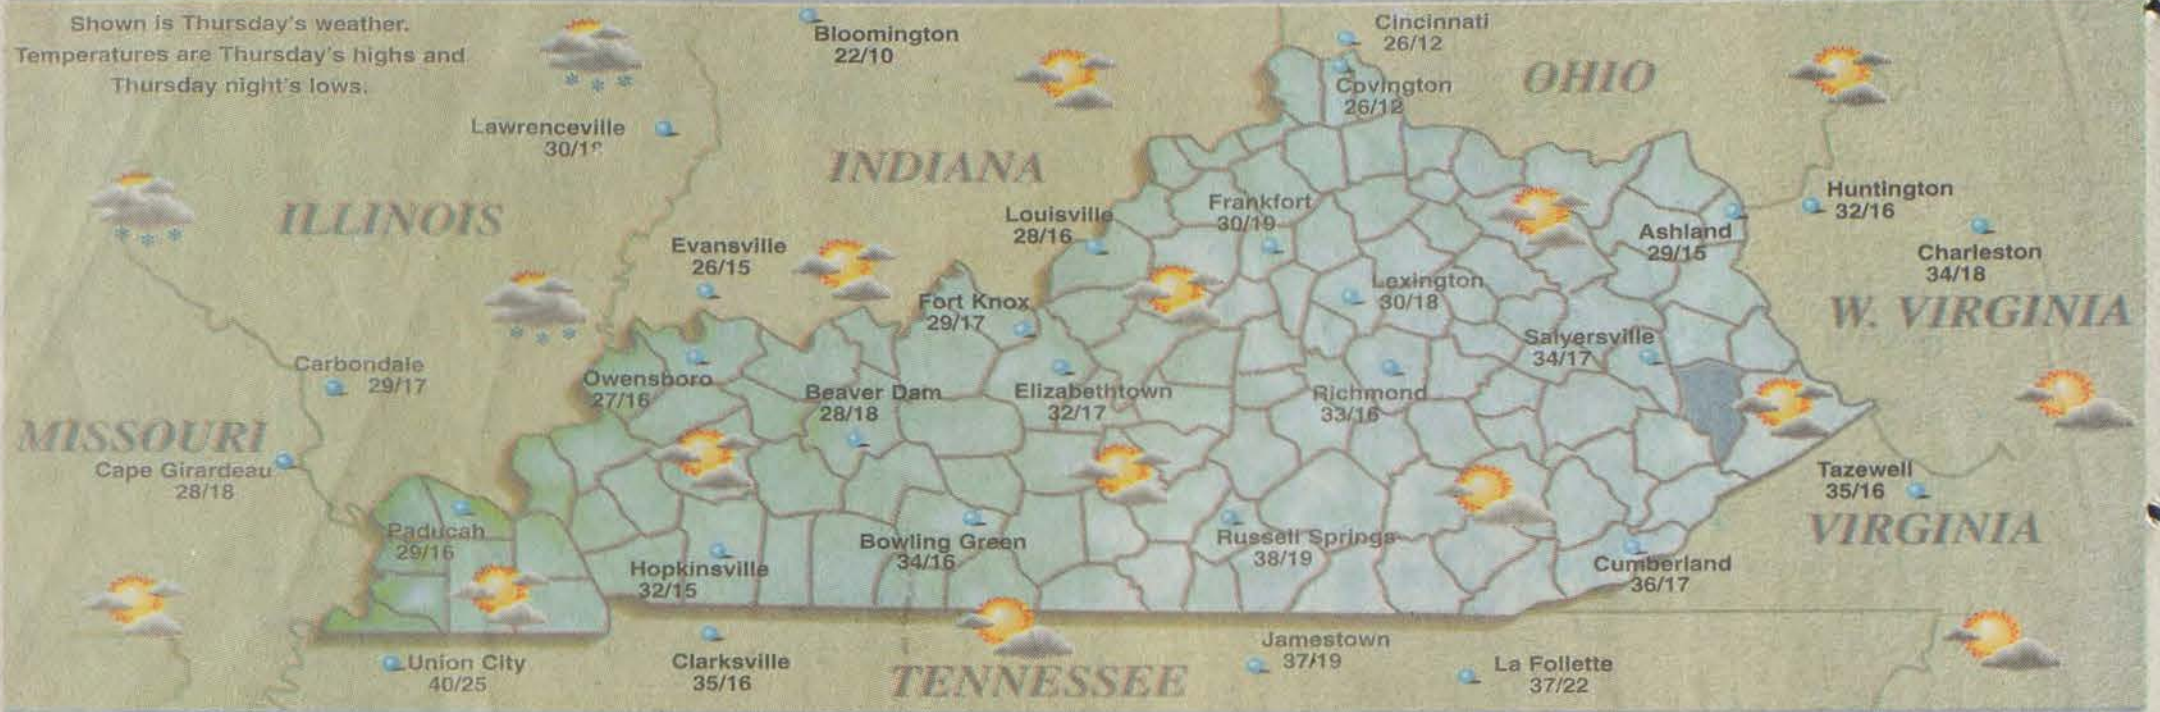 Shown is Thursday's weather.
Temperatures are Thursday's highs and
Thursday night's lows.
Bloomington
22/10
Cincinnati
26/12
Covington
26/12
OHIO
Lawrenceville
INDIANA
ILLINOIS
Louisville
28/16
Frankfort
30/19
Huntington
32/16
Ashland
29/15
Charleston
34/18
Evansville
26/15
Fort Knox
29/17
Lexington
30/18
W. VIRGINIA
Salyersville
34/17
Carbondale
29/17
Owensboro
27/16
Beaver Dam
28/18
Elizabethtown
32/17
Richmond
33/16
MISSOURI
Cape Girardeau
28/18
Tazewell
35/16
VIRGINIA
Paducah
29/16
Hopkinsville
32/15
Bowling Green
34/16
Russell Springs
38/19
Cumberland
36/17
Union City
40/25
Clarksville
35/16
TENNESSEE
Jamestown
37/19
La Follette
37/22